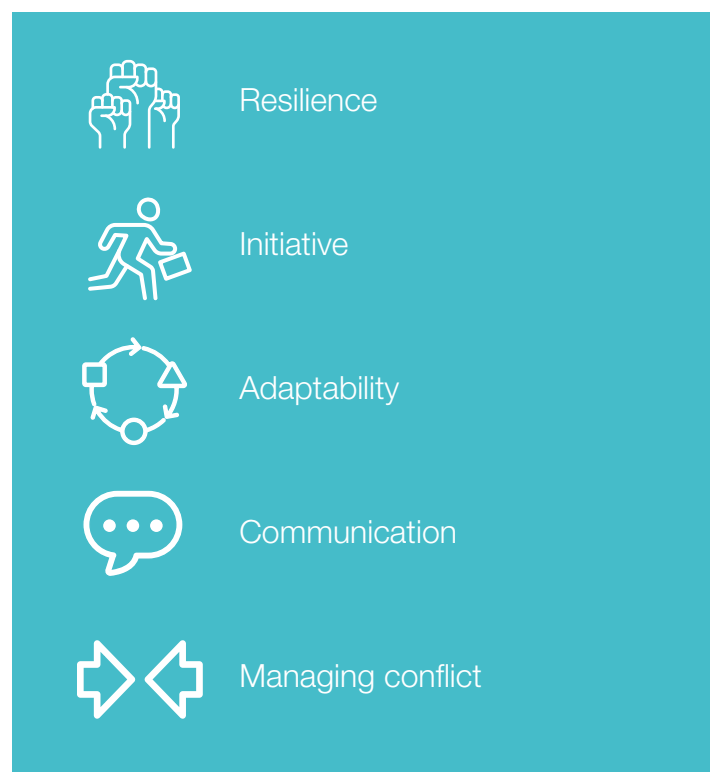 Resilience
Initiative
Adaptability
Communication
Managing conflict